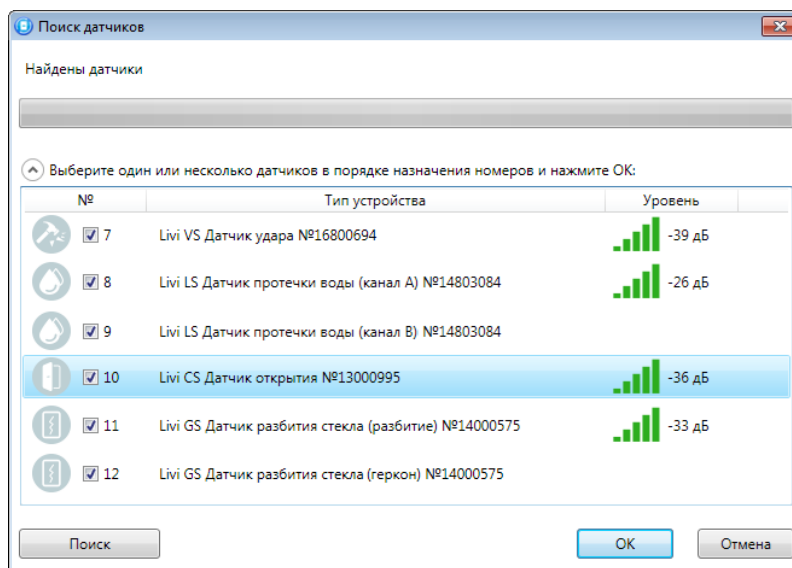 Поиск датчиков
Найдены датчики
Выберите один или несколько датчиков в порядке назначения номеров и нажмите ОК:
№ Тип устройства Уровень
7 Livi VS Датчик удара №16800694 -39 дБ
8 Livi LS Датчик протечки воды (канал A) №14803084 -26 дБ
9 Livi LS Датчик протечки воды (канал B) №14803084
10 Livi CS Датчик открытия №13000995 -36 дБ
11 Livi GS Датчик разбития стекла (разбитие) №14000575 -33 дБ
12 Livi GS Датчик разбития стекла (геркон) №14000575
Поиск ОК Отмена